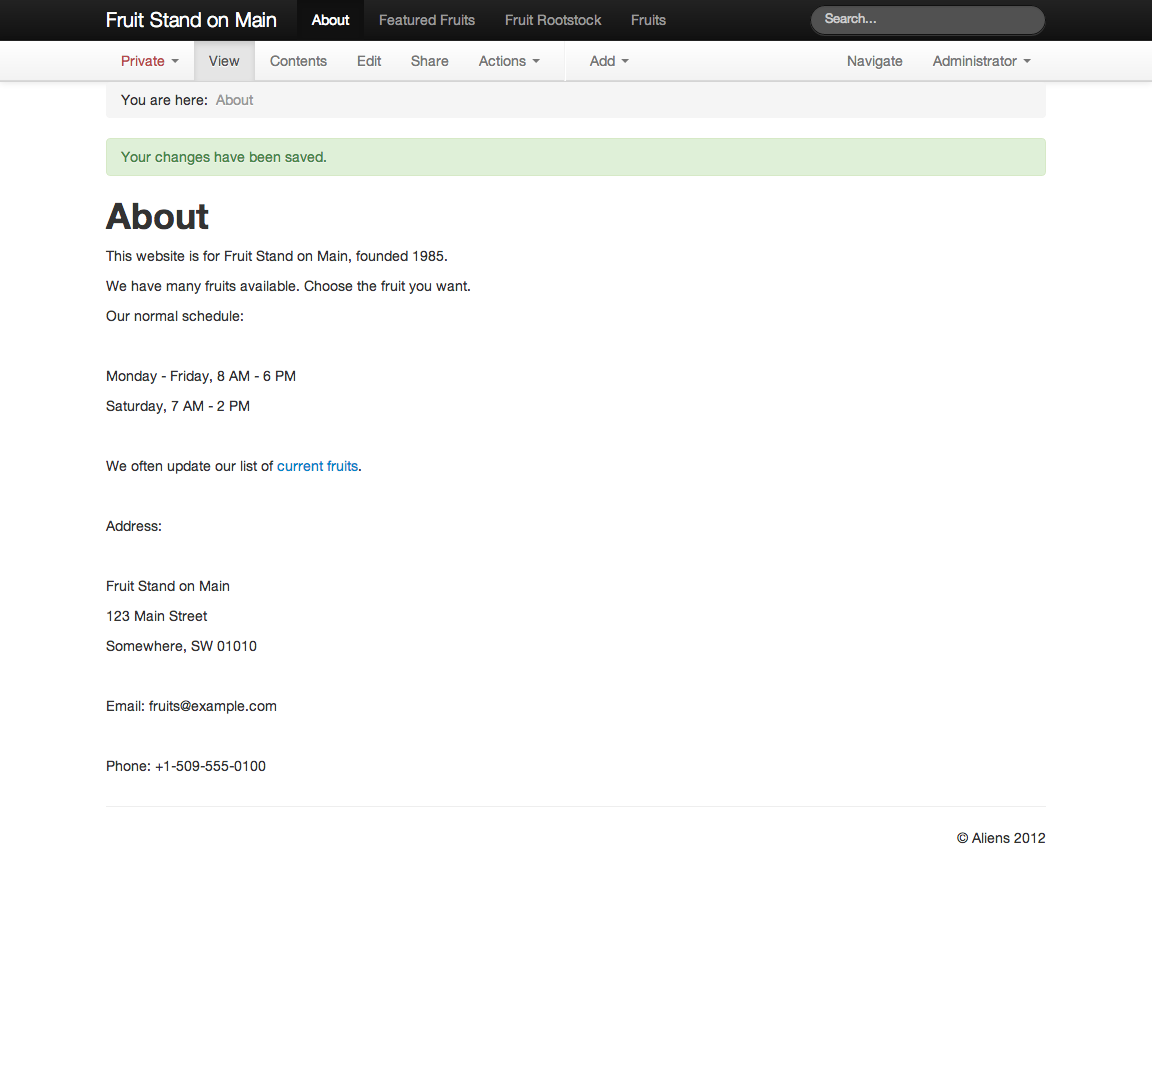 Fruit Stand on Main About Featured Fruits Fruit Rootstock Fruits Search...
Private View Contents Edit Share Actions Add Navigate Administrator
You are here: About
Your changes have been saved.
About
This website is for Fruit Stand on Main, founded 1985.
We have many fruits available. Choose the fruit you want.
Our normal schedule:
Monday - Friday, 8 AM - 6 PM
Saturday, 7 AM - 2 PM
We often update our list of current fruits.
Address:
Fruit Stand on Main
123 Main Street
Somewhere, SW 01010
Email: fruits@example.com
Phone: +1-509-555-0100
© Aliens 2012